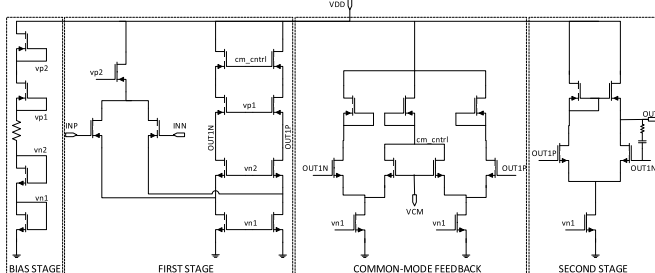 VDD
vp2
vp1
vn2
vn1
BIAS STAGE
vp2
INP
INN
cm_cntrl
vp1
OUT1N
OUT1P
vn2
vn1
FIRST STAGE
cm_cntrl
OUT1N
OUT1P
VCM
vn1
vn1
COMMON-MODE FEEDBACK
OUT
OUT1P
OUT1N
vn1
SECOND STAGE